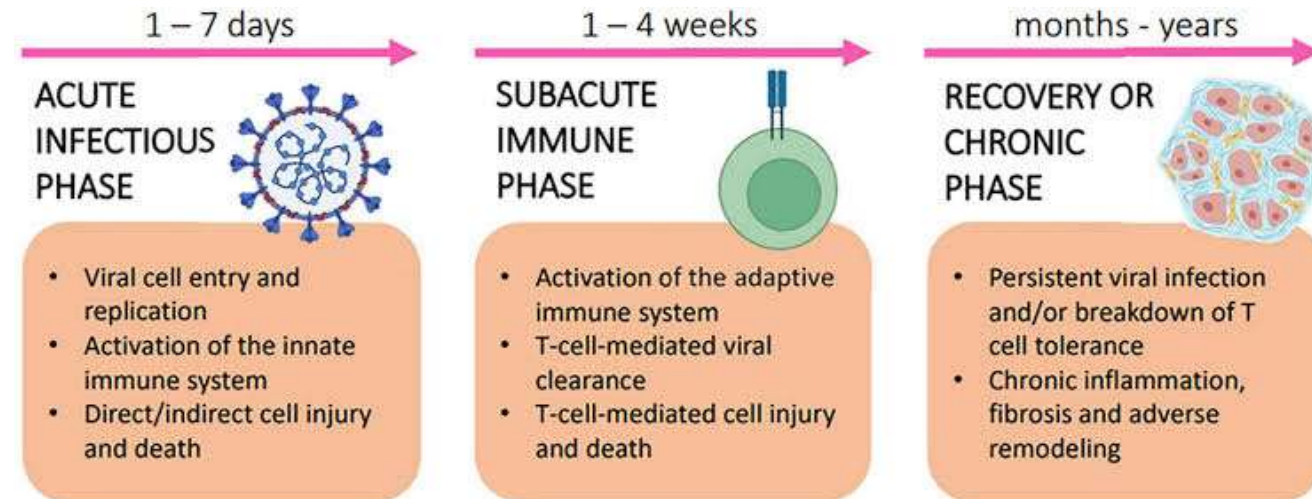 1 – 7 days
ACUTE
INFECTIOUS
PHASE
• Viral cell entry and
replication
• Activation of the innate
immune system
• Direct/indirect cell injury
and death
1 – 4 weeks
SUBACUTE
IMMUNE
PHASE
• Activation of the adaptive
immune system
• T-cell-mediated viral
clearance
• T-cell-mediated cell injury
and death
months - years
RECOVERY OR
CHRONIC
PHASE
• Persistent viral infection
and/or breakdown of T
cell tolerance
• Chronic inflammation,
fibrosis and adverse
remodeling